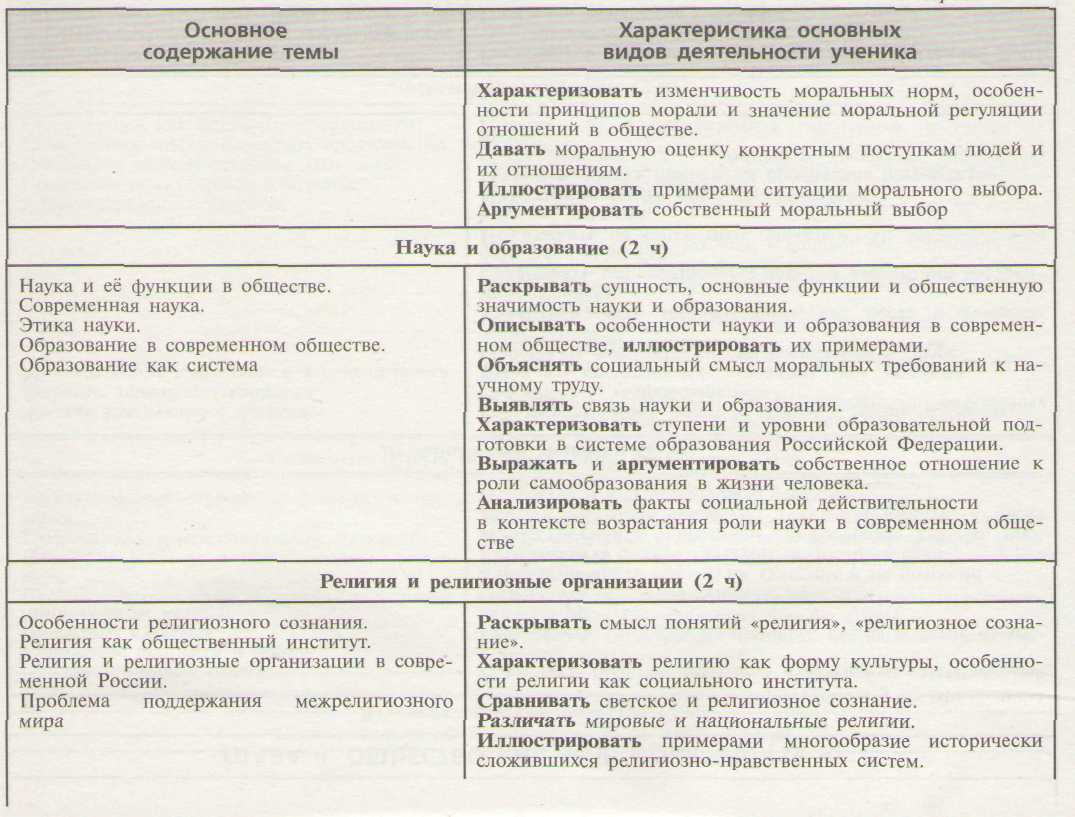 Основное
содержание темы
Характеристика основных
видов деятельности ученика
Характеризовать изменчивость моральных норм, особен-
ности принципов морали и значение моральной регуляции
отношений в обществе.
Давать моральную оценку конкретным поступкам людей и
их отношениям.
Иллюстрировать примерами ситуации морального выбора.
Аргументировать собственный моральный выбор
Наука и образование (2 ч)
Наука и её функции в обществе.
Современная наука.
Этика науки.
Образование в современном обществе.
Образование как система
Раскрывать сущность, основные функции и общественную
значимость науки и образования.
Описывать особенности науки и образования в современ-
ном обществе, иллюстрировать их примерами.
Объяснять социальный смысл моральных требований к на-
учному труду.
Выявлять связь науки и образования.
Характеризовать ступени и уровни образовательной под-
готовки в системе образования Российской Федерации.
Выражать и аргументировать собственное отношение к
роли самообразования в жизни человека.
Анализировать факты социальной действительности
в контексте возрастания роли науки в современном обще-
стве
Религия и религиозные организации (2 ч)
Особенности религиозного сознания.
Религия как общественный институт.
Религия и религиозные организации в совре-
менной России.
Проблема поддержания межрелигиозного
мира
Раскрывать смысл понятий «религия», «религиозное созна-
ние».
Характеризовать религию как форму культуры, особенно-
сти религии как социального института.
Сравнивать светское и религиозное сознание.
Различать мировые и национальные религии.
Иллюстрировать примерами многообразие исторически
сложившихся религиозно-нравственных систем.